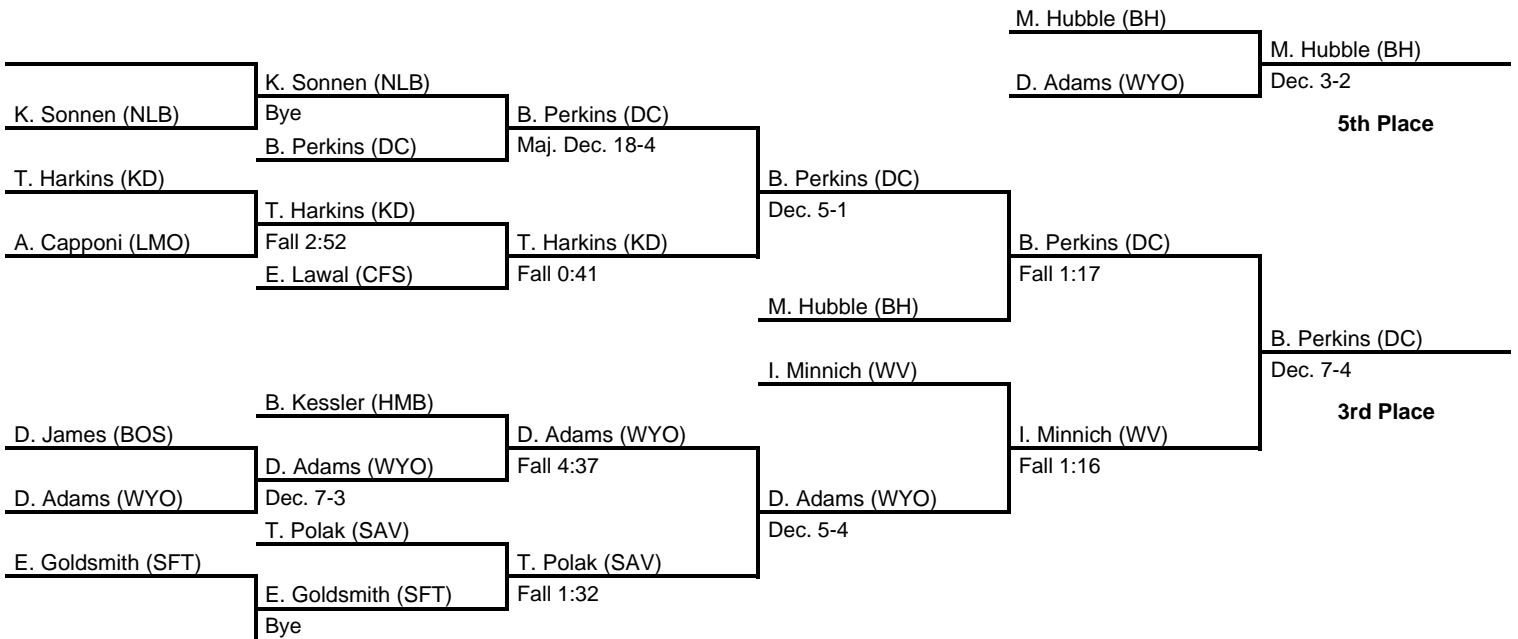 M. Hubble (BH)
M. Hubble (BH)
K. Sonnen (NLB)
D. Adams (WYO)
Dec. 3-2
K. Sonnen (NLB)
Bye
B. Perkins (DC)
5th Place
B. Perkins (DC)
Maj. Dec. 18-4
T. Harkins (KD)
B. Perkins (DC)
T. Harkins (KD)
Dec. 5-1
A. Capponi (LMO)
Fall 2:52
T. Harkins (KD)
B. Perkins (DC)
E. Lawal (CFS)
Fall 0:41
Fall 1:17
M. Hubble (BH)
B. Perkins (DC)
I. Minnich (WV)
Dec. 7-4
B. Kessler (HMB)
3rd Place
D. James (BOS)
D. Adams (WYO)
I. Minnich (WV)
D. Adams (WYO)
Fall 4:37
Fall 1:16
D. Adams (WYO)
Dec. 7-3
D. Adams (WYO)
T. Polak (SAV)
Dec. 5-4
E. Goldsmith (SFT)
T. Polak (SAV)
E. Goldsmith (SFT)
Fall 1:32
Bye